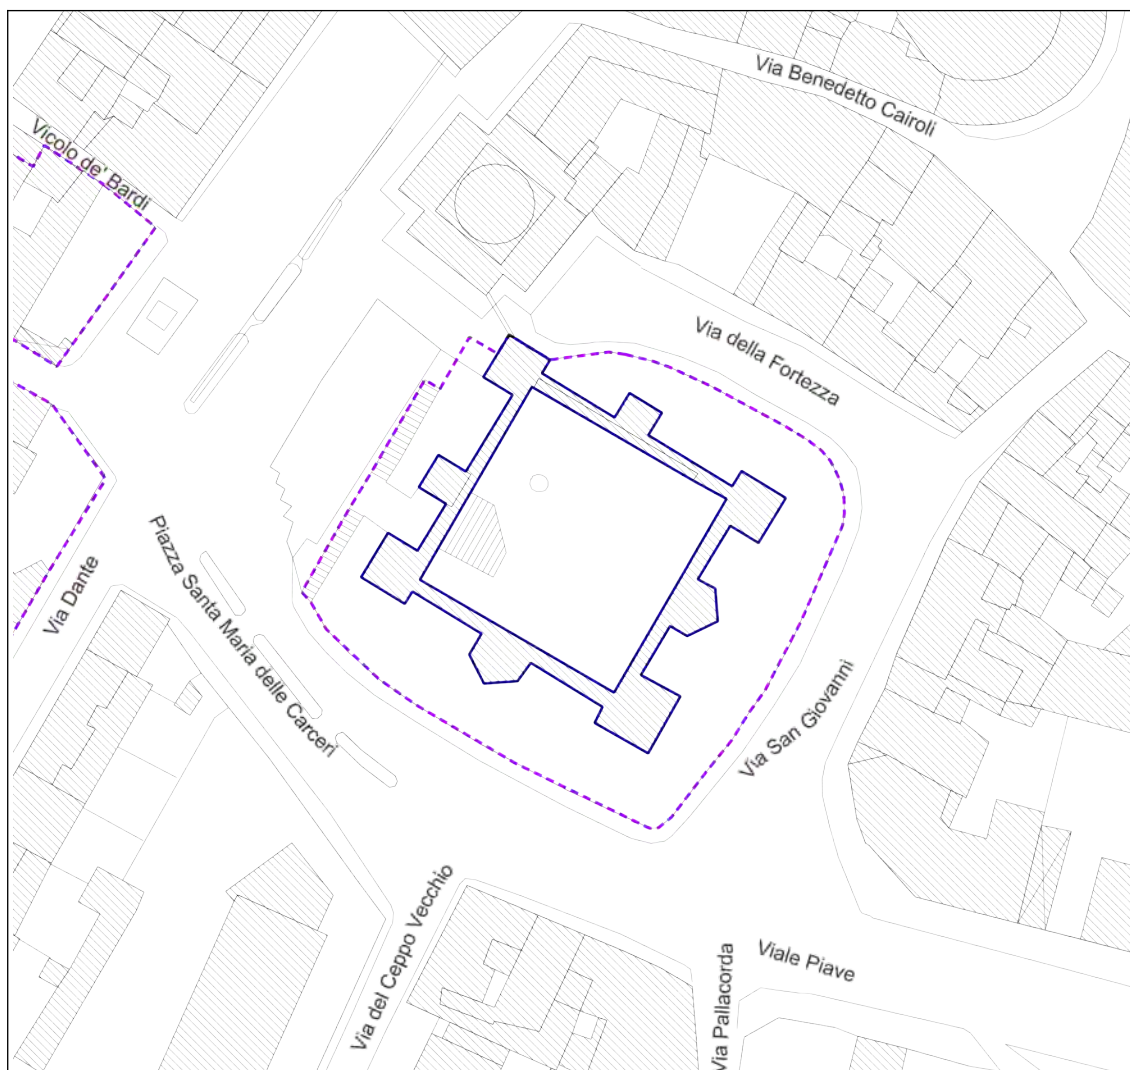 Via Benedetto Cairoli
Vicolo de' Bardi
Via della Fortezza
Piazza Santa Maria delle Carceri
Via Dante
Via San Giovanni
Via del Ceppo Vecchio
Viale Piave
Via Pallacorda